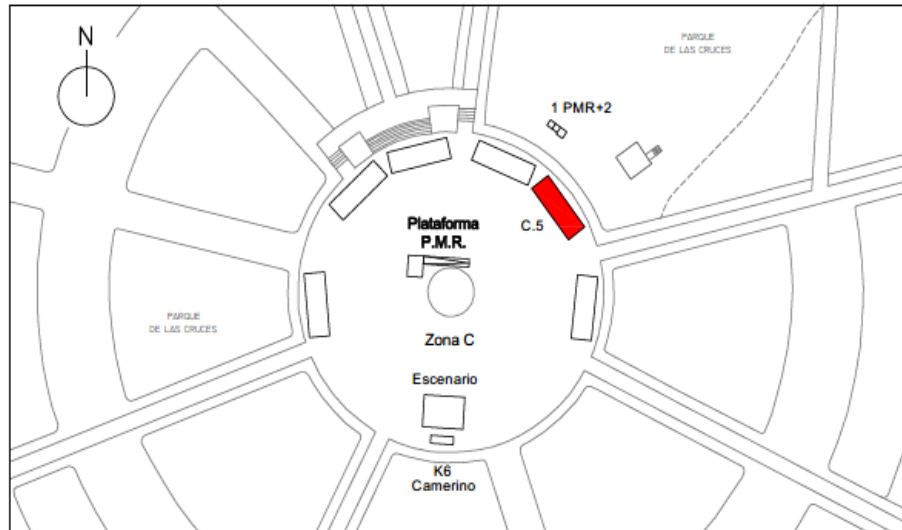 N
PARQUE
DE LAS CRUCES
1 PMR+2
C.5
Plataforma
P.M.R.
PARQUE
DE LAS CRUCES
Zona C
Escenario
K6
Camerino